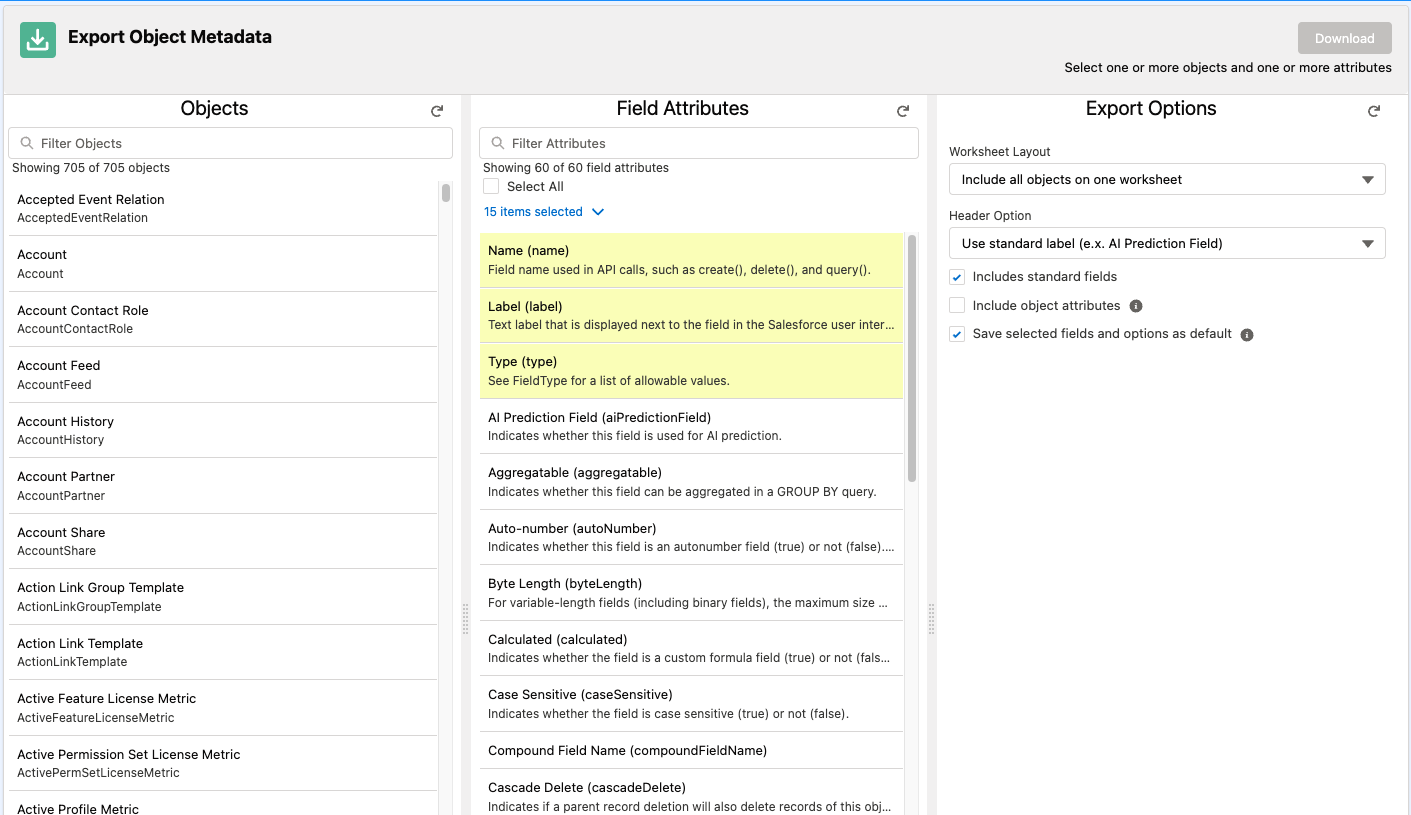 Export Object Metadata
Download
Select one or more objects and one or more attributes
Objects
Filter Objects
Showing 705 of 705 objects
Accepted Event Relation
AcceptedEventRelation
Account
Account
Account Contact Role
AccountContactRole
Account Feed
AccountFeed
Account History
AccountHistory
Account Partner
AccountPartner
Account Share
AccountShare
Action Link Group Template
ActionLinkGroupTemplate
Action Link Template
ActionLinkTemplate
Active Feature License Metric
ActiveFeatureLicenseMetric
Active Permission Set License Metric
ActivePermSetLicenseMetric
Active Profile Metric
Field Attributes
Filter Attributes
Showing 60 of 60 field attributes
Select All
15 items selected
Name (name)
Field name used in API calls, such as create(), delete(), and query().
Label (label)
Text label that is displayed next to the field in the Salesforce user inter...
Type (type)
See FieldType for a list of allowable values.
AI Prediction Field (aiPredictionField)
Indicates whether this field is used for AI prediction.
Aggregatable (aggregatable)
Indicates whether this field can be aggregated in a GROUP BY query.
Auto-number (autoNumber)
Indicates whether this field is an autonumber field (true) or not (false)....
Byte Length (byteLength)
For variable-length fields (including binary fields), the maximum size ...
Calculated (calculated)
Indicates whether the field is a custom formula field (true) or not (fals...
Case Sensitive (caseSensitive)
Indicates whether the field is case sensitive (true) or not (false).
Compound Field Name (compoundFieldName)
Cascade Delete (cascadeDelete)
Indicates if a parent record deletion will also delete records of this obj...
Export Options
Worksheet Layout
Include all objects on one worksheet
Header Option
Use standard label (e.x. AI Prediction Field)
Includes standard fields
Include object attributes
Save selected fields and options as default